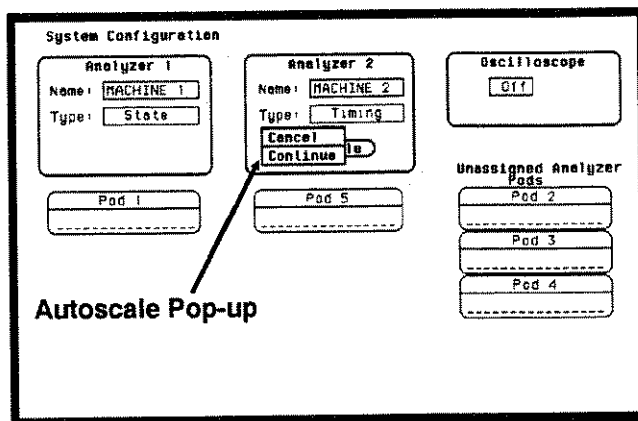 System Configuration
Analyzer 1
Name: MACHINE 1
Type: State
Analyzer 2
Name: MACHINE 2
Type: Timing
Cancel
Continue
le
Oscilloscope
Off
Unassigned Analyzer
Pods
Pod 1
Pod 5
Pod 2
Pod 3
Pod 4
Autoscale Pop-up